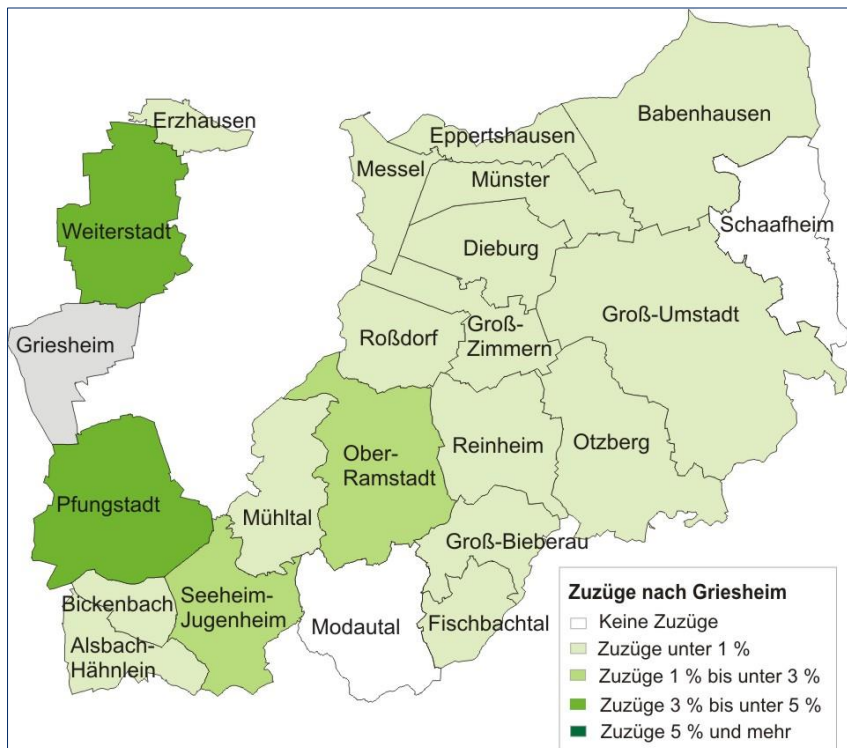 Erzhausen
Babenhausen
Eppertshausen
Messel
Münster
Schaafheim
Weiterstadt
Dieburg
Groß-Umstadt
Griesheim
Roßdorf
Groß-
Zimmern
Ober-
Ramstadt
Reinheim
Otzberg
Pfungstadt
Mühltal
Groß-Bieberau
Bickenbach
Seeheim-
Jugenheim
Alsbach-
Hähnlein
Modautal
Fischbachtal
Zuzüge nach Griesheim
Keine Zuzüge
Zuzüge unter 1 %
Zuzüge 1 % bis unter 3 %
Zuzüge 3 % bis unter 5 %
Zuzüge 5 % und mehr